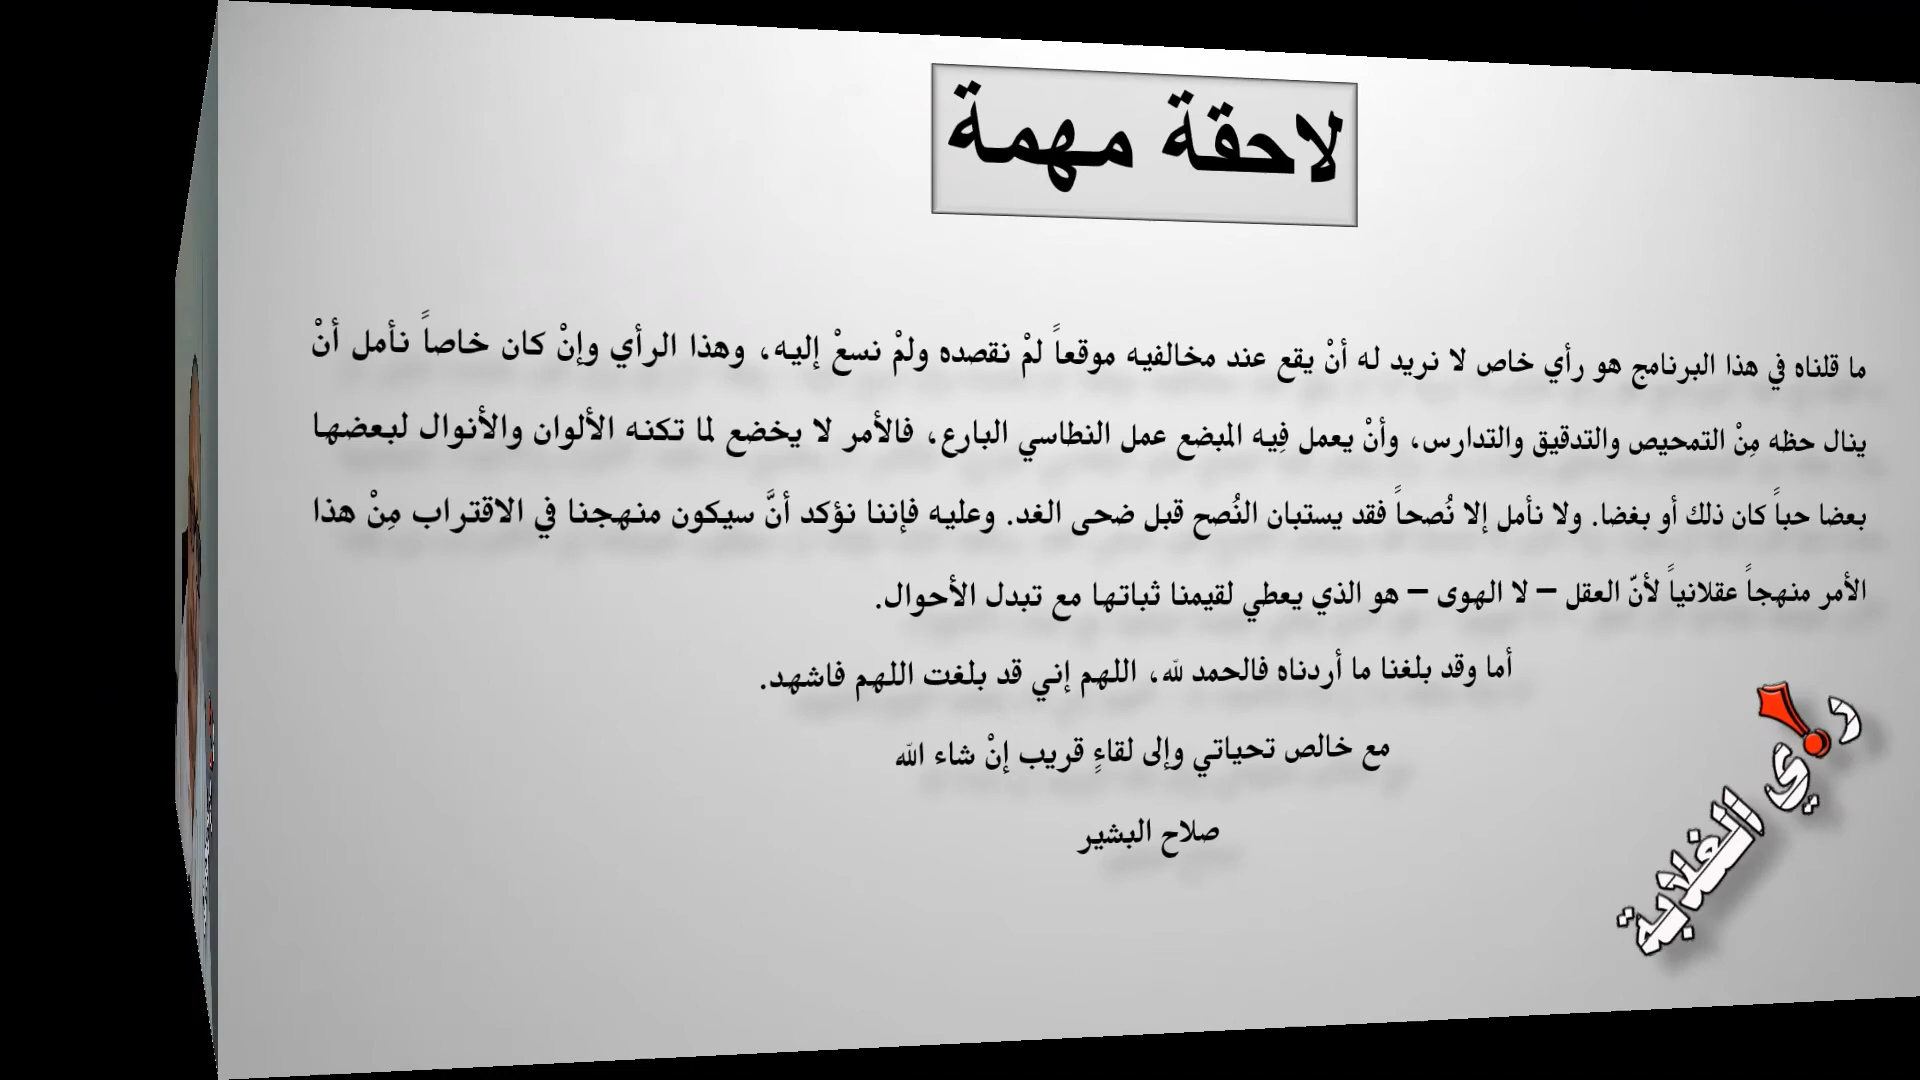 لاحقة مهمة
ما قلناه في هذا البرنامج هو رأي خاص لا نريد له أنْ يقع عند مخالفيه موقعاً لمْ نقصده ولمْ نسعْ إليه، وهذا الرأي وإنْ كان خاصاً نأمل أنْ
ينال حظه مِنْ التمحيص والتدقيق والتدارس، وأنْ يعمل فِيه المبضع عمل النطاسي البارع، فالأمر لا يخضع لما تكنه الألوان والأنوال لبعضها
بعضا حباً كان ذلك أو بغضا. ولا نأمل إلا نُصحاً فقد يستبان النُصح قبل ضحى الغد. وعليه فإننا نؤكد أنَّ سيكون منهجنا في الاقتراب مِنْ هذا
الأمر منهجاً عقلانياً لأنّ العقل – لا الهوى – هو الذي يعطي لقيمنا ثباتها مع تبدل الأحوال.
أما وقد بلغنا ما أردناه فالحمد لله، اللهم إني قد بلغت اللهم فاشهد.
مع خالص تحياتي وإلى لقاءٍ قريب إنْ شاء الله
صلاح البشير
رأي الغلابة